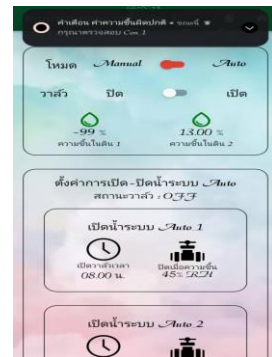 คำเตือน ค่าความชื้นผิดปกติ • ขณะนี้
กรุณาตรวจสอบ Con.1
โหมด Manual Auto
วาล์ว ปิด เปิด
-99 % 13.00 %
ความชื้นในดิน 1 ความชื้นในดิน 2
ตั้งค่าการเปิด-ปิดน้ำระบบ Auto
สถานะวาล์ว : OFF
เปิดน้ำระบบ Auto 1
เปิดวาล์วเวลา ปิดเมื่อความชื้น
08.00 น. 45% RH
เปิดน้ำระบบ Auto 2